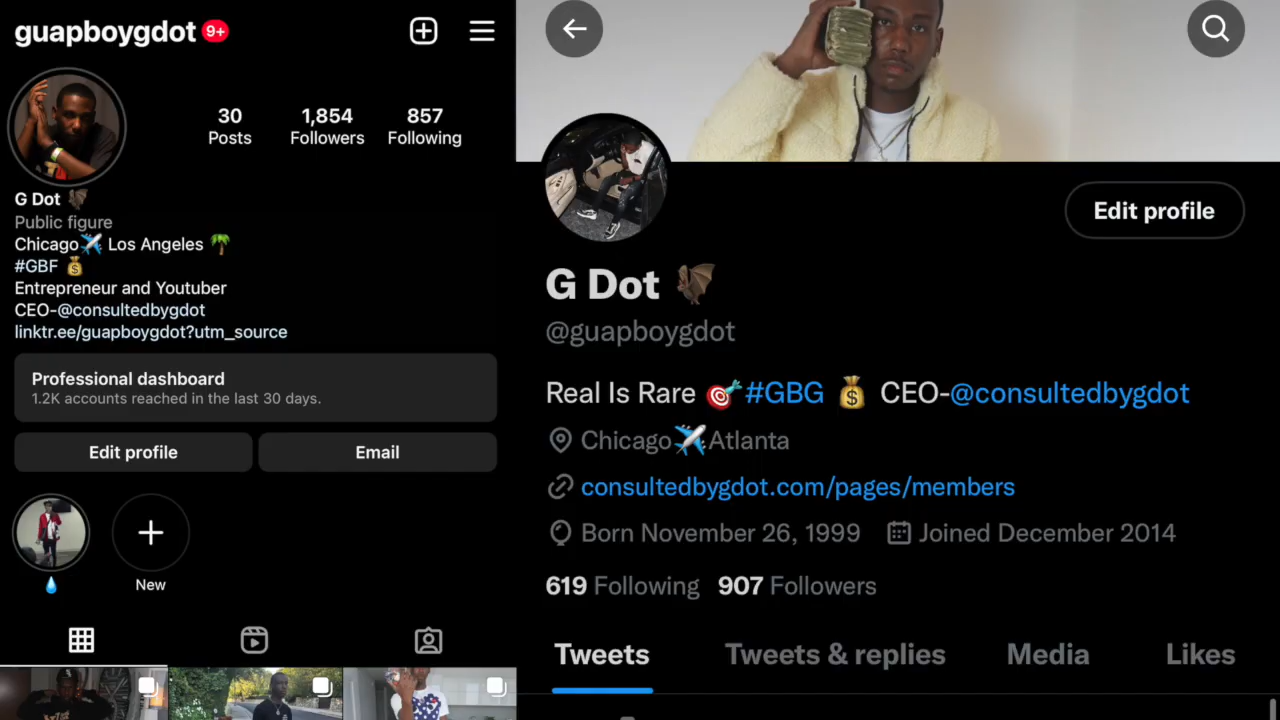 guapboygdot 9+
30 1,854 857
Posts Followers Following
G Dot 🦇
Public figure
Chicago✈️ Los Angeles 🌴
#GBF 💰
Entrepreneur and Youtuber
CEO-@consultedbygdot
linktr.ee/guapboygdot?utm_source
Professional dashboard
1.2K accounts reached in the last 30 days.
Edit profile Email
💧 New
Edit profile
G Dot 🦇
@guapboygdot
Real Is Rare 🎯#GBG 💰 CEO-@consultedbygdot
Chicago✈️Atlanta
consultedbygdot.com/pages/members
Born November 26, 1999 Joined December 2014
619 Following 907 Followers
Tweets Tweets & replies Media Likes